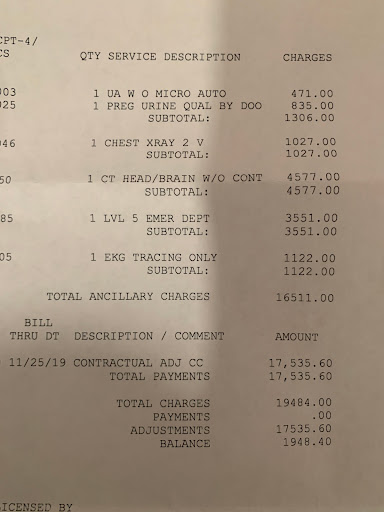 CPT-4/
CS QTY SERVICE DESCRIPTION CHARGES
003 1 UA W O MICRO AUTO 471.00
025 1 PREG URINE QUAL BY DOO 835.00
SUBTOTAL: 1306.00
046 1 CHEST XRAY 2 V 1027.00
SUBTOTAL: 1027.00
50 1 CT HEAD/BRAIN W/O CONT 4577.00
SUBTOTAL: 4577.00
85 1 LVL 5 EMER DEPT 3551.00
SUBTOTAL: 3551.00
05 1 EKG TRACING ONLY 1122.00
SUBTOTAL: 1122.00
TOTAL ANCILLARY CHARGES 16511.00
BILL
THRU DT DESCRIPTION / COMMENT AMOUNT
11/25/19 CONTRACTUAL ADJ CC 17,535.60
TOTAL PAYMENTS 17,535.60
TOTAL CHARGES 19484.00
PAYMENTS .00
ADJUSTMENTS 17535.60
BALANCE 1948.40
LICENSED BY